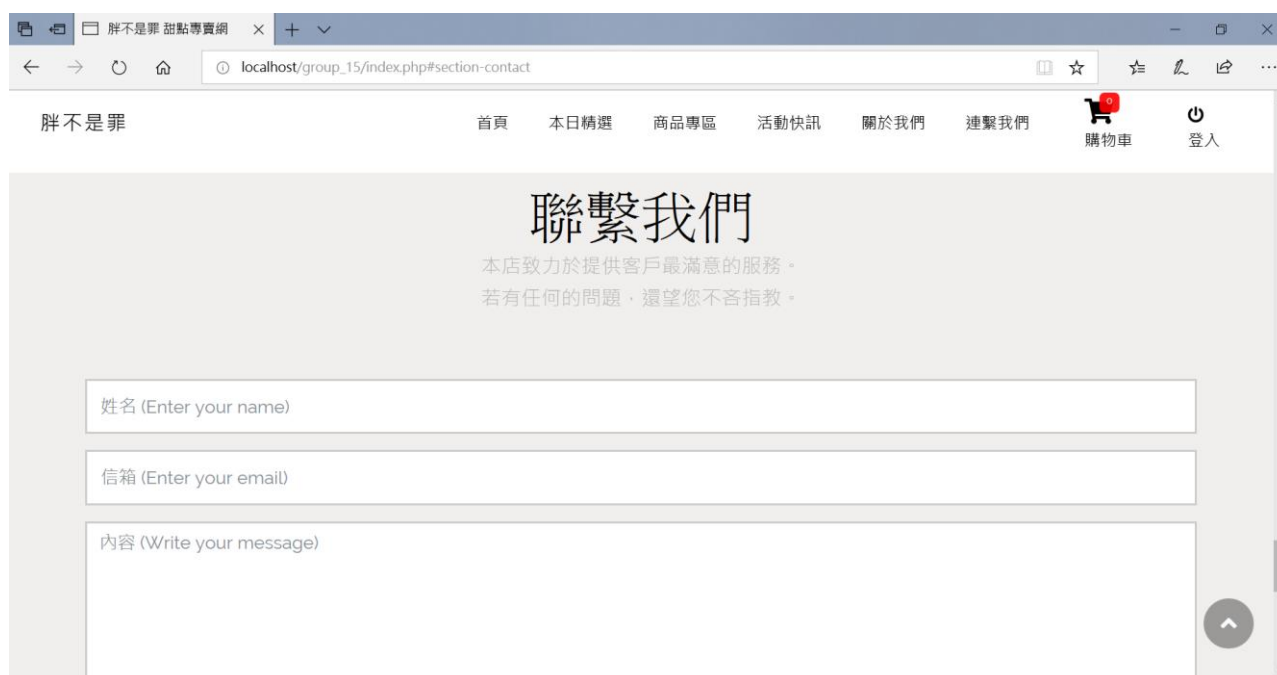 胖不是罪 甜點專賣網
localhost/group_15/index.php#section-contact
胖不是罪
首頁 本日精選 商品專區 活動快訊 關於我們 連繫我們
0
購物車
登入
聯繫我們
本店致力於提供客戶最滿意的服務。
若有任何的問題，還望您不吝指教。
姓名 (Enter your name)
信箱 (Enter your email)
內容 (Write your message)